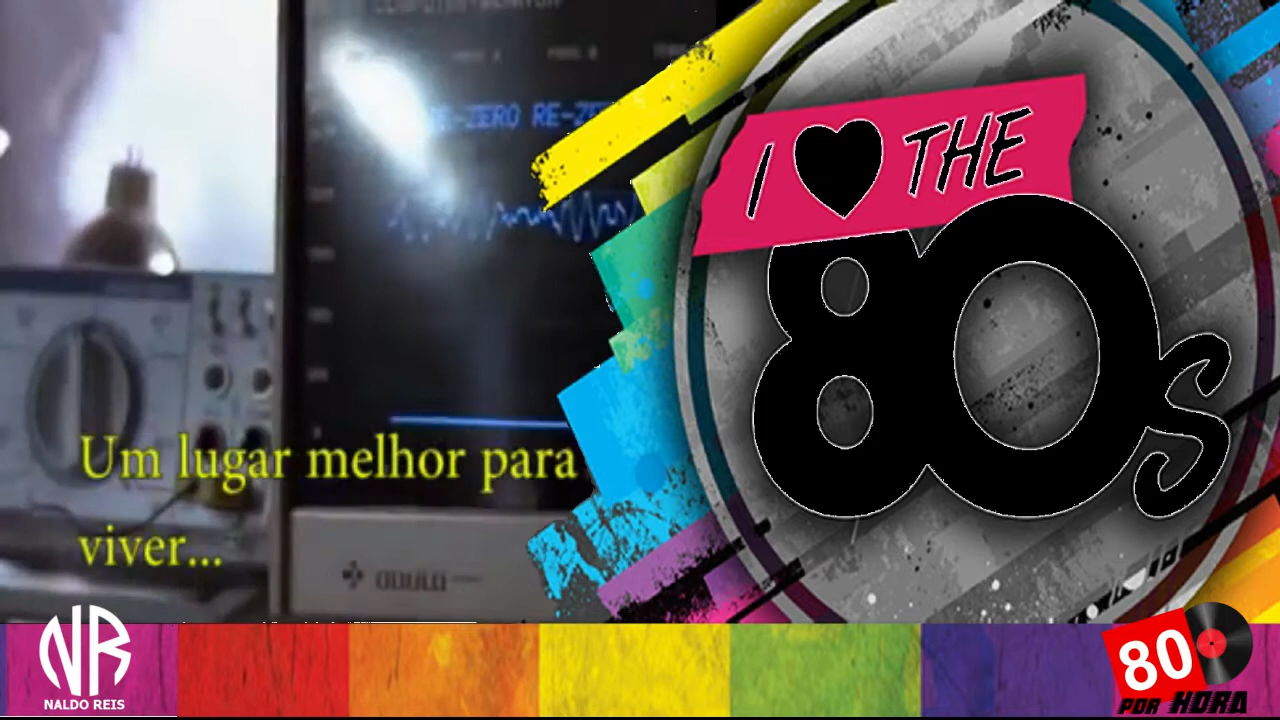 RE-ZERO RE-ZE
I THE
80s
Um lugar melhor para
viver...
NR
NALDO REIS
80
POR HORA